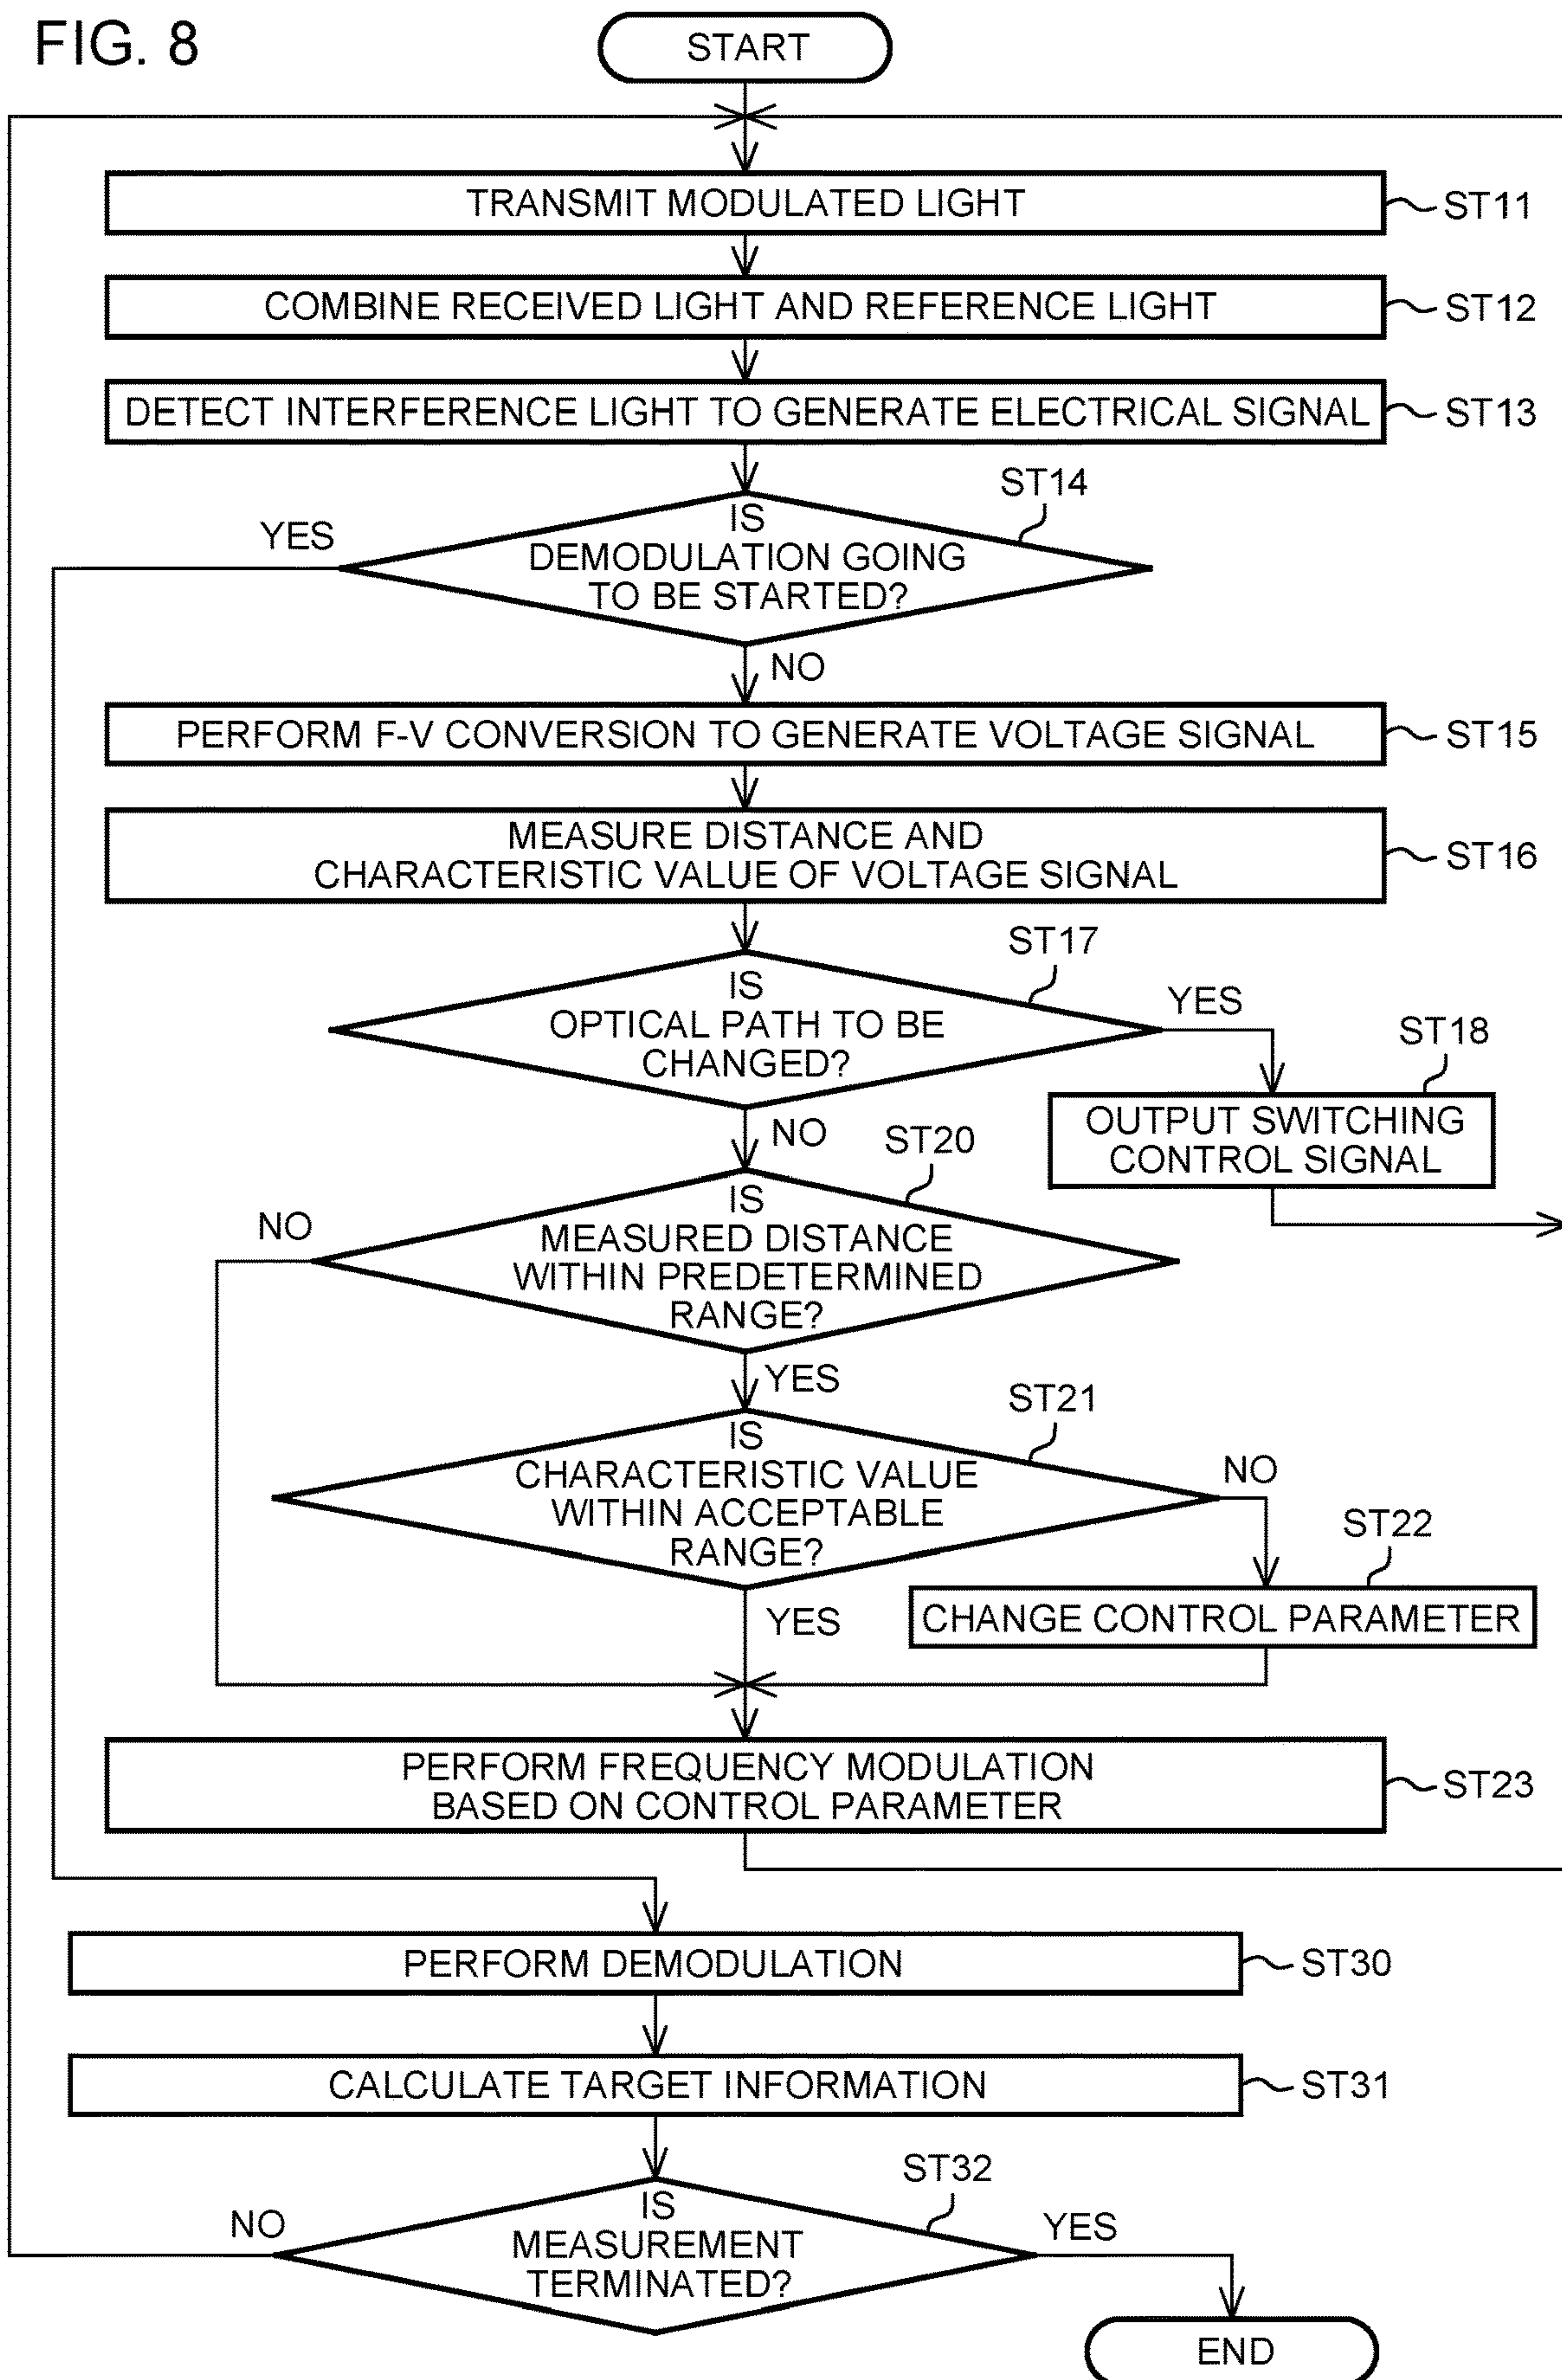 FIG. 8
START
TRANSMIT MODULATED LIGHT
ST11
COMBINE RECEIVED LIGHT AND REFERENCE LIGHT
ST12
DETECT INTERFERENCE LIGHT TO GENERATE ELECTRICAL SIGNAL
ST13
ST14
YES
IS
DEMODULATION GOING
TO BE STARTED?
NO
PERFORM F-V CONVERSION TO GENERATE VOLTAGE SIGNAL
ST15
MEASURE DISTANCE AND
CHARACTERISTIC VALUE OF VOLTAGE SIGNAL
ST16
ST17
IS
OPTICAL PATH TO BE
CHANGED?
YES
ST18
OUTPUT SWITCHING
CONTROL SIGNAL
NO
ST20
IS
MEASURED DISTANCE
WITHIN PREDETERMINED
RANGE?
NO
YES
ST21
IS
CHARACTERISTIC VALUE
WITHIN ACCEPTABLE
RANGE?
NO
ST22
CHANGE CONTROL PARAMETER
YES
PERFORM FREQUENCY MODULATION
BASED ON CONTROL PARAMETER
ST23
PERFORM DEMODULATION
ST30
CALCULATE TARGET INFORMATION
ST31
ST32
IS
MEASUREMENT
TERMINATED?
NO
YES
END